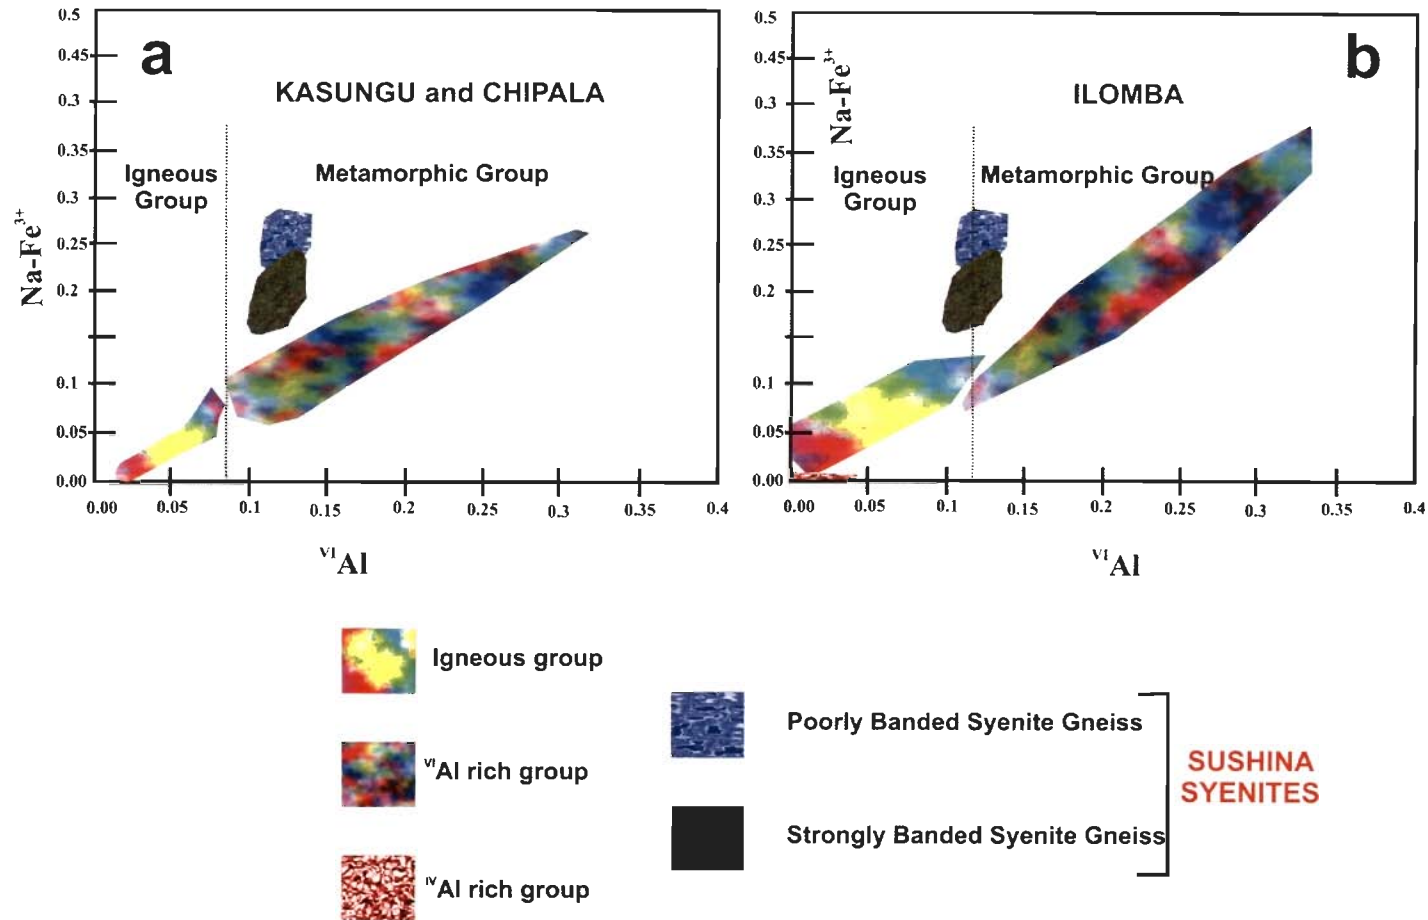 a
KASUNGU and CHIPALA
Igneous
Group
Metamorphic Group
Na-Fe³⁺
0.5
0.45
0.3
0.35
0.3
0.25
0.2
0.1
0.05
0.00
0.00 0.05 0.1 0.15 0.2 0.25 0.3 0.35 0.4
ⱽᴵAl
b
ILOMBA
Igneous
Group
Metamorphic Group
Na-Fe³⁺
0.5
0.45
0.3
0.35
0.3
0.25
0.2
0.1
0.05
0.00
0.00 0.05 0.1 0.15 0.2 0.25 0.3 0.35 0.4
ⱽᴵAl
Igneous group
ⱽᴵAl rich group
ᴵⱽAl rich group
Poorly Banded Syenite Gneiss
Strongly Banded Syenite Gneiss
SUSHINA
SYENITES